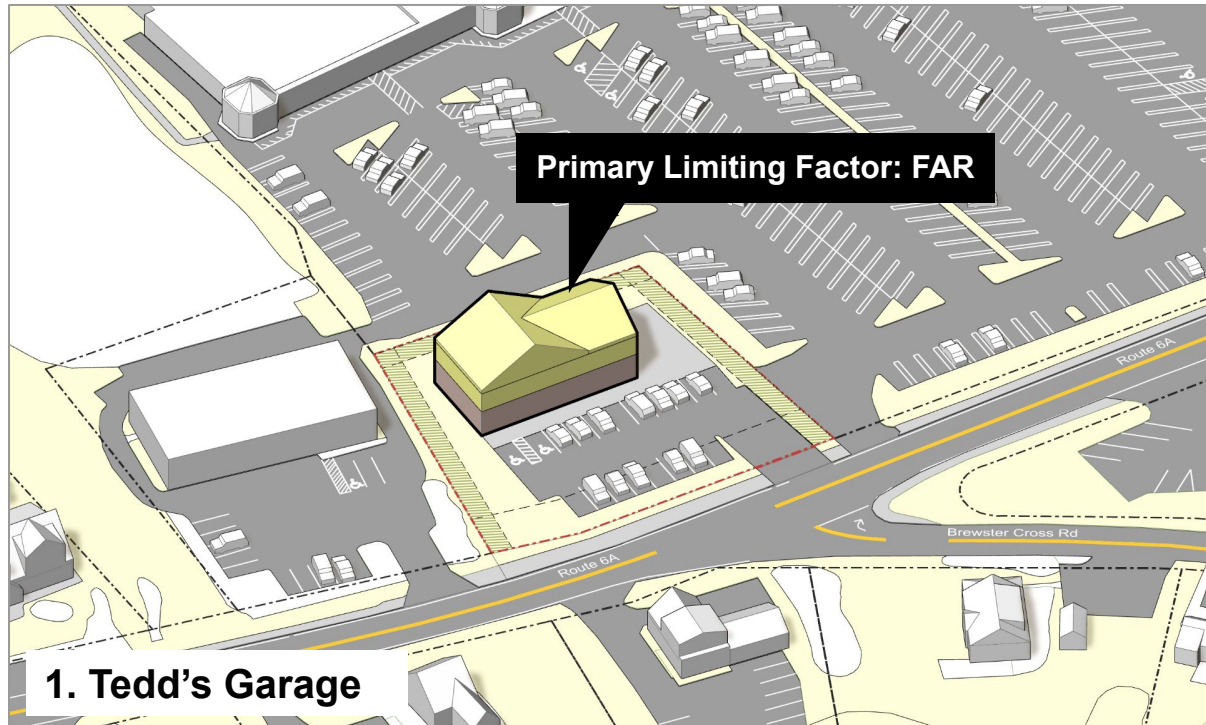 Primary Limiting Factor: FAR
Route 6A
Brewster Cross Rd
Route 6A
1. Tedd's Garage